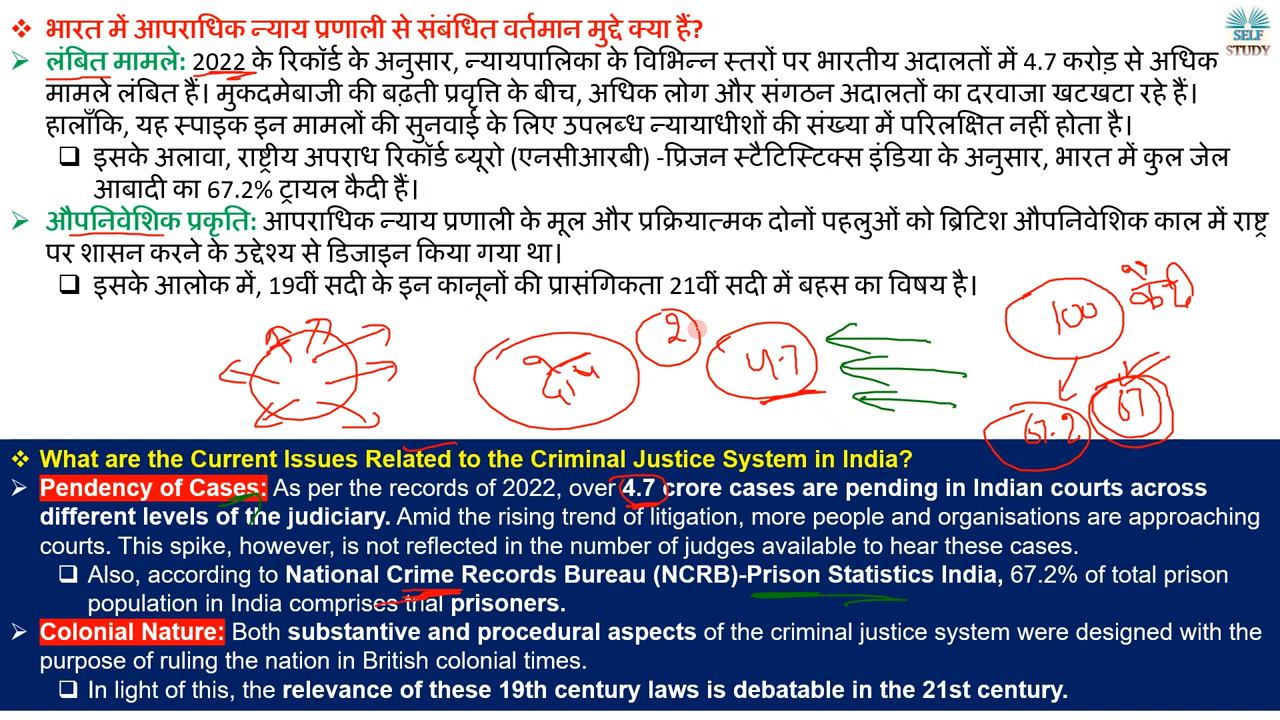 ❖ भारत में आपराधिक न्याय प्रणाली से संबंधित वर्तमान मुद्दे क्या हैं?
SELF
STUDY
➢ लंबित मामले: 2022 के रिकॉर्ड के अनुसार, न्यायपालिका के विभिन्न स्तरों पर भारतीय अदालतों में 4.7 करोड़ से अधिक
मामले लंबित हैं। मुकदमेबाजी की बढ़ती प्रवृत्ति के बीच, अधिक लोग और संगठन अदालतों का दरवाजा खटखटा रहे हैं।
हालाँकि, यह स्पाइक इन मामलों की सुनवाई के लिए उपलब्ध न्यायाधीशों की संख्या में परिलक्षित नहीं होता है।
❑ इसके अलावा, राष्ट्रीय अपराध रिकॉर्ड ब्यूरो (एनसीआरबी) -प्रिजन स्टैटिस्टिक्स इंडिया के अनुसार, भारत में कुल जेल
आबादी का 67.2% ट्रायल कैदी हैं।
➢ औपनिवेशिक प्रकृति: आपराधिक न्याय प्रणाली के मूल और प्रक्रियात्मक दोनों पहलुओं को ब्रिटिश औपनिवेशिक काल में राष्ट्र
पर शासन करने के उद्देश्य से डिजाइन किया गया था।
❑ इसके आलोक में, 19वीं सदी के इन कानूनों की प्रासंगिकता 21वीं सदी में बहस का विषय है।
100
2
4.7
67.2
67
❖ What are the Current Issues Related to the Criminal Justice System in India?
➢ Pendency of Cases: As per the records of 2022, over 4.7 crore cases are pending in Indian courts across
different levels of the judiciary. Amid the rising trend of litigation, more people and organisations are approaching
courts. This spike, however, is not reflected in the number of judges available to hear these cases.
❑ Also, according to National Crime Records Bureau (NCRB)-Prison Statistics India, 67.2% of total prison
population in India comprises trial prisoners.
➢ Colonial Nature: Both substantive and procedural aspects of the criminal justice system were designed with the
purpose of ruling the nation in British colonial times.
❑ In light of this, the relevance of these 19th century laws is debatable in the 21st century.